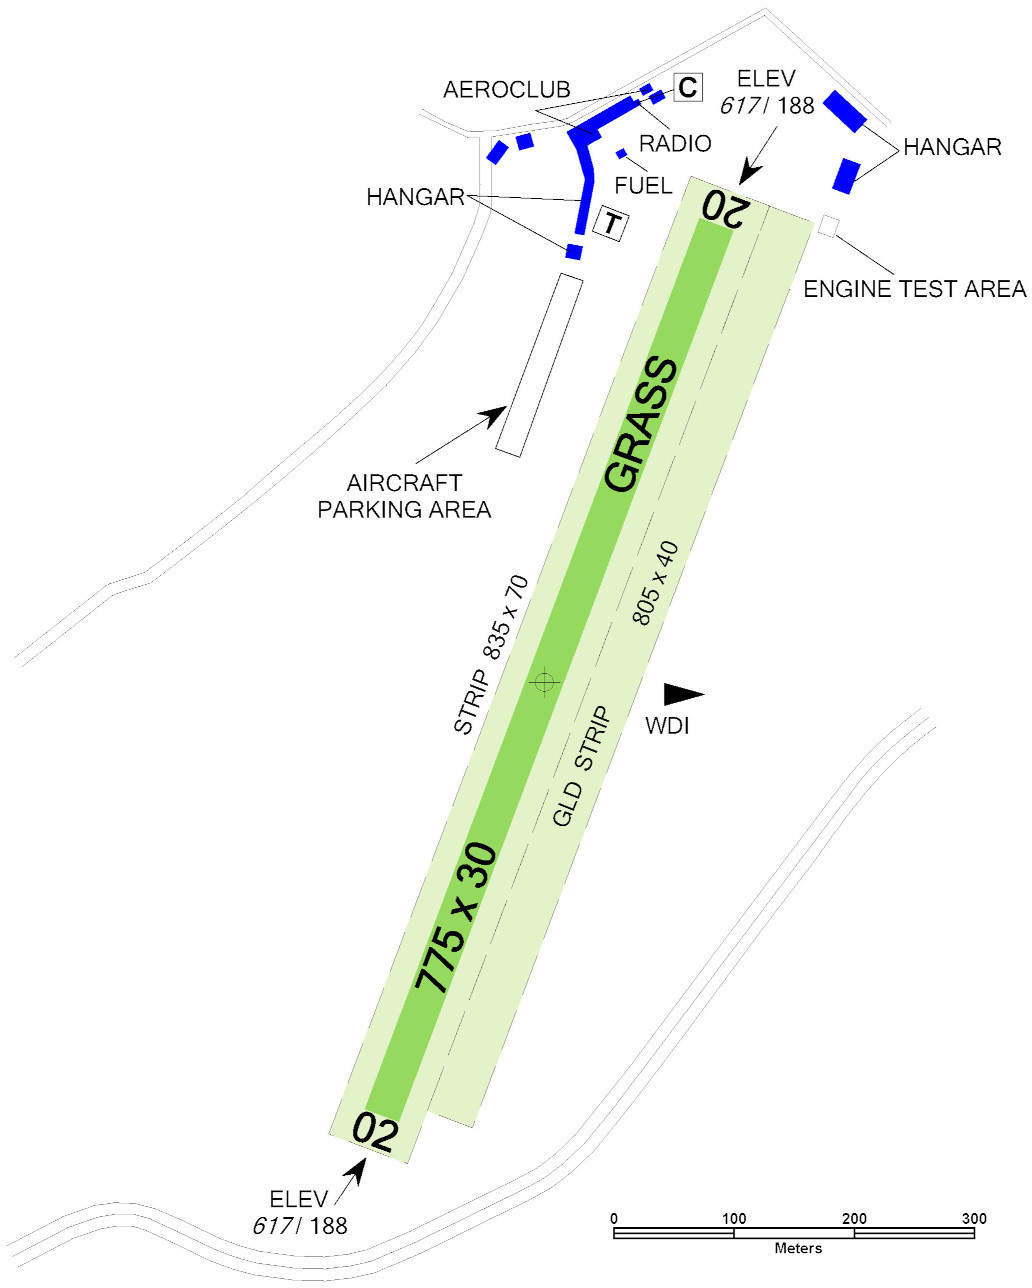 ELEV
617/ 188
AEROCLUB
C
RADIO
HANGAR
FUEL
HANGAR
T
20
ENGINE TEST AREA
GRASS
AIRCRAFT
PARKING AREA
STRIP 835 x 70
805 x 40
GLD STRIP
WDI
775 x 30
02
ELEV
617/ 188
0 100 200 300
Meters